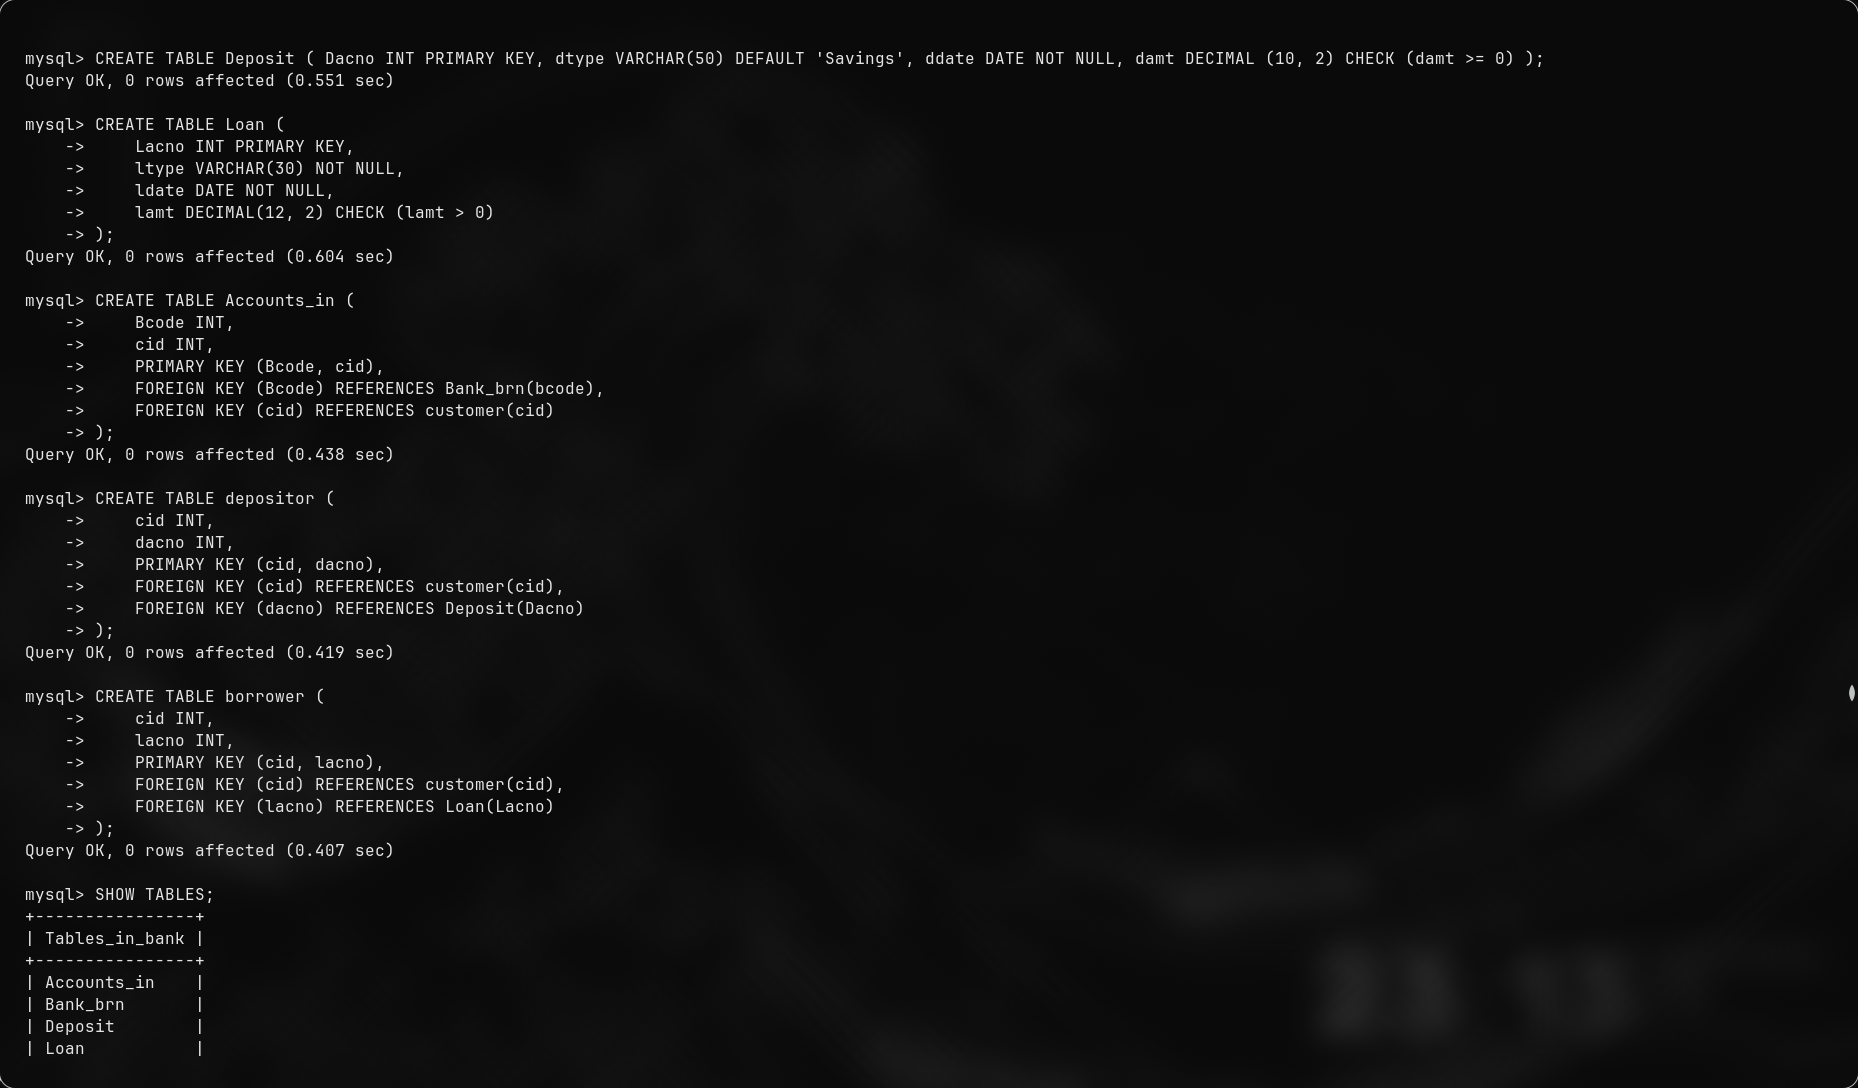 mysql> CREATE TABLE Deposit ( Dacno INT PRIMARY KEY, dtype VARCHAR(50) DEFAULT 'Savings', ddate DATE NOT NULL, damt DECIMAL (10, 2) CHECK (damt >= 0) );
Query OK, 0 rows affected (0.551 sec)

mysql> CREATE TABLE Loan (
    ->     Lacno INT PRIMARY KEY,
    ->     ltype VARCHAR(30) NOT NULL,
    ->     ldate DATE NOT NULL,
    ->     lamt DECIMAL(12, 2) CHECK (lamt > 0)
    -> );
Query OK, 0 rows affected (0.604 sec)

mysql> CREATE TABLE Accounts_in (
    ->     Bcode INT,
    ->     cid INT,
    ->     PRIMARY KEY (Bcode, cid),
    ->     FOREIGN KEY (Bcode) REFERENCES Bank_brn(bcode),
    ->     FOREIGN KEY (cid) REFERENCES customer(cid)
    -> );
Query OK, 0 rows affected (0.438 sec)

mysql> CREATE TABLE depositor (
    ->     cid INT,
    ->     dacno INT,
    ->     PRIMARY KEY (cid, dacno),
    ->     FOREIGN KEY (cid) REFERENCES customer(cid),
    ->     FOREIGN KEY (dacno) REFERENCES Deposit(Dacno)
    -> );
Query OK, 0 rows affected (0.419 sec)

mysql> CREATE TABLE borrower (
    ->     cid INT,
    ->     lacno INT,
    ->     PRIMARY KEY (cid, lacno),
    ->     FOREIGN KEY (cid) REFERENCES customer(cid),
    ->     FOREIGN KEY (lacno) REFERENCES Loan(Lacno)
    -> );
Query OK, 0 rows affected (0.407 sec)

mysql> SHOW TABLES;
+----------------+
| Tables_in_bank |
+----------------+
| Accounts_in    |
| Bank_brn       |
| Deposit        |
| Loan           |